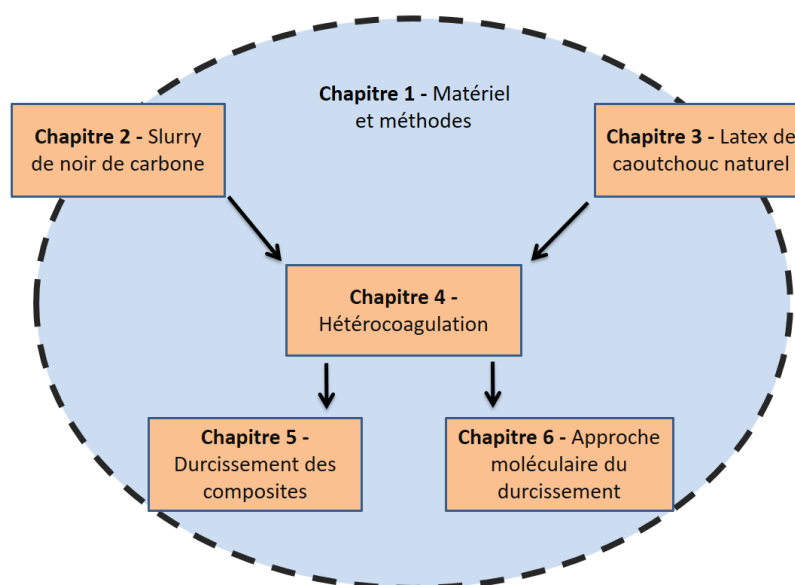 Chapitre 1 - Matériel
et méthodes
Chapitre 2 - Slurry
de noir de carbone
Chapitre 3 - Latex de
caoutchouc naturel
Chapitre 4 -
Hétérocoagulation
Chapitre 5 -
Durcissement des
composites
Chapitre 6 - Approche
moléculaire du
durcissement